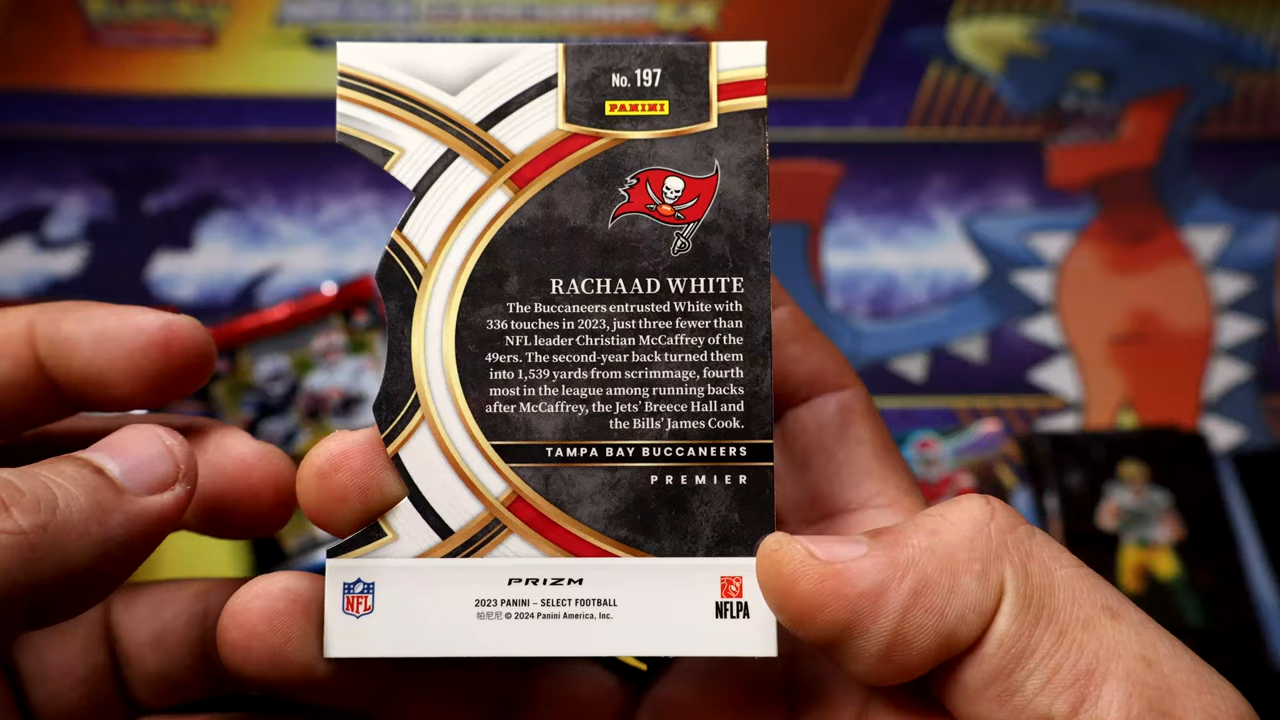 No. 197
PANINI
RACHAAD WHITE
The Buccaneers entrusted White with
336 touches in 2023, just three fewer than
NFL leader Christian McCaffrey of the
49ers. The second-year back turned them
into 1,539 yards from scrimmage, fourth
most in the league among running backs
after McCaffrey, the Jets' Breece Hall and
the Bills' James Cook.
TAMPA BAY BUCCANEERS
PREMIER
PRIZM
NFL
2023 PANINI – SELECT FOOTBALL
帕尼尼 © 2024 Panini America, Inc.
NFLPA